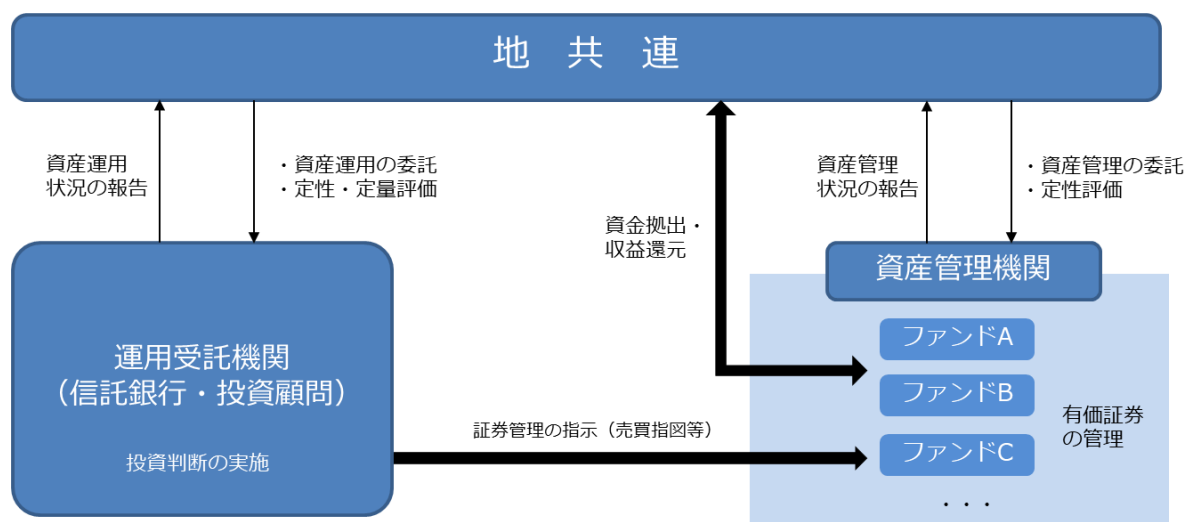 地　共　連
資産運用
状況の報告
・資産運用の委託
・定性・定量評価
資金拠出・
収益還元
資産管理
状況の報告
・資産管理の委託
・定性評価
運用受託機関
（信託銀行・投資顧問）
投資判断の実施
証券管理の指示（売買指図等）
資産管理機関
ファンドA
ファンドB
ファンドC
・・・
有価証券
の管理